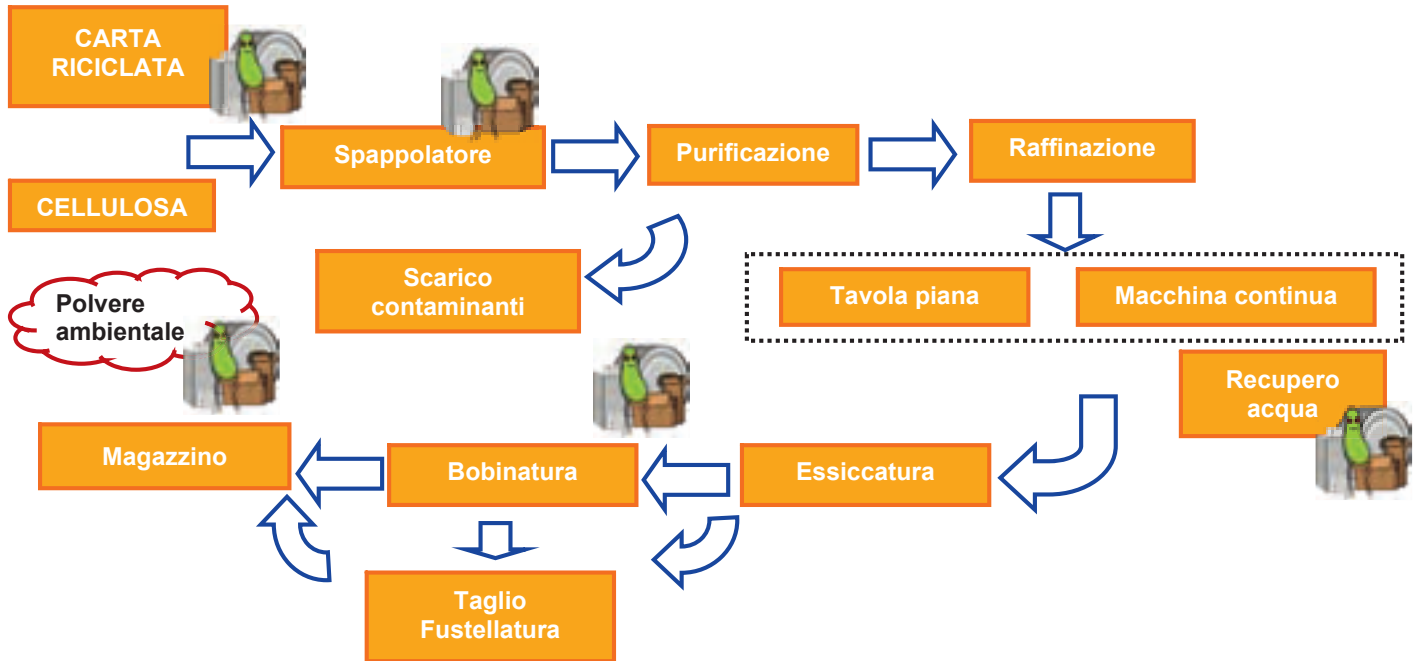 CARTA
RICICLATA
Spappolatore
Purificazione
Raffinazione
CELLULOSA
Scarico
contaminanti
Tavola piana
Macchina continua
Polvere
ambientale
Recupero
acqua
Magazzino
Bobinatura
Essiccatura
Taglio
Fustellatura